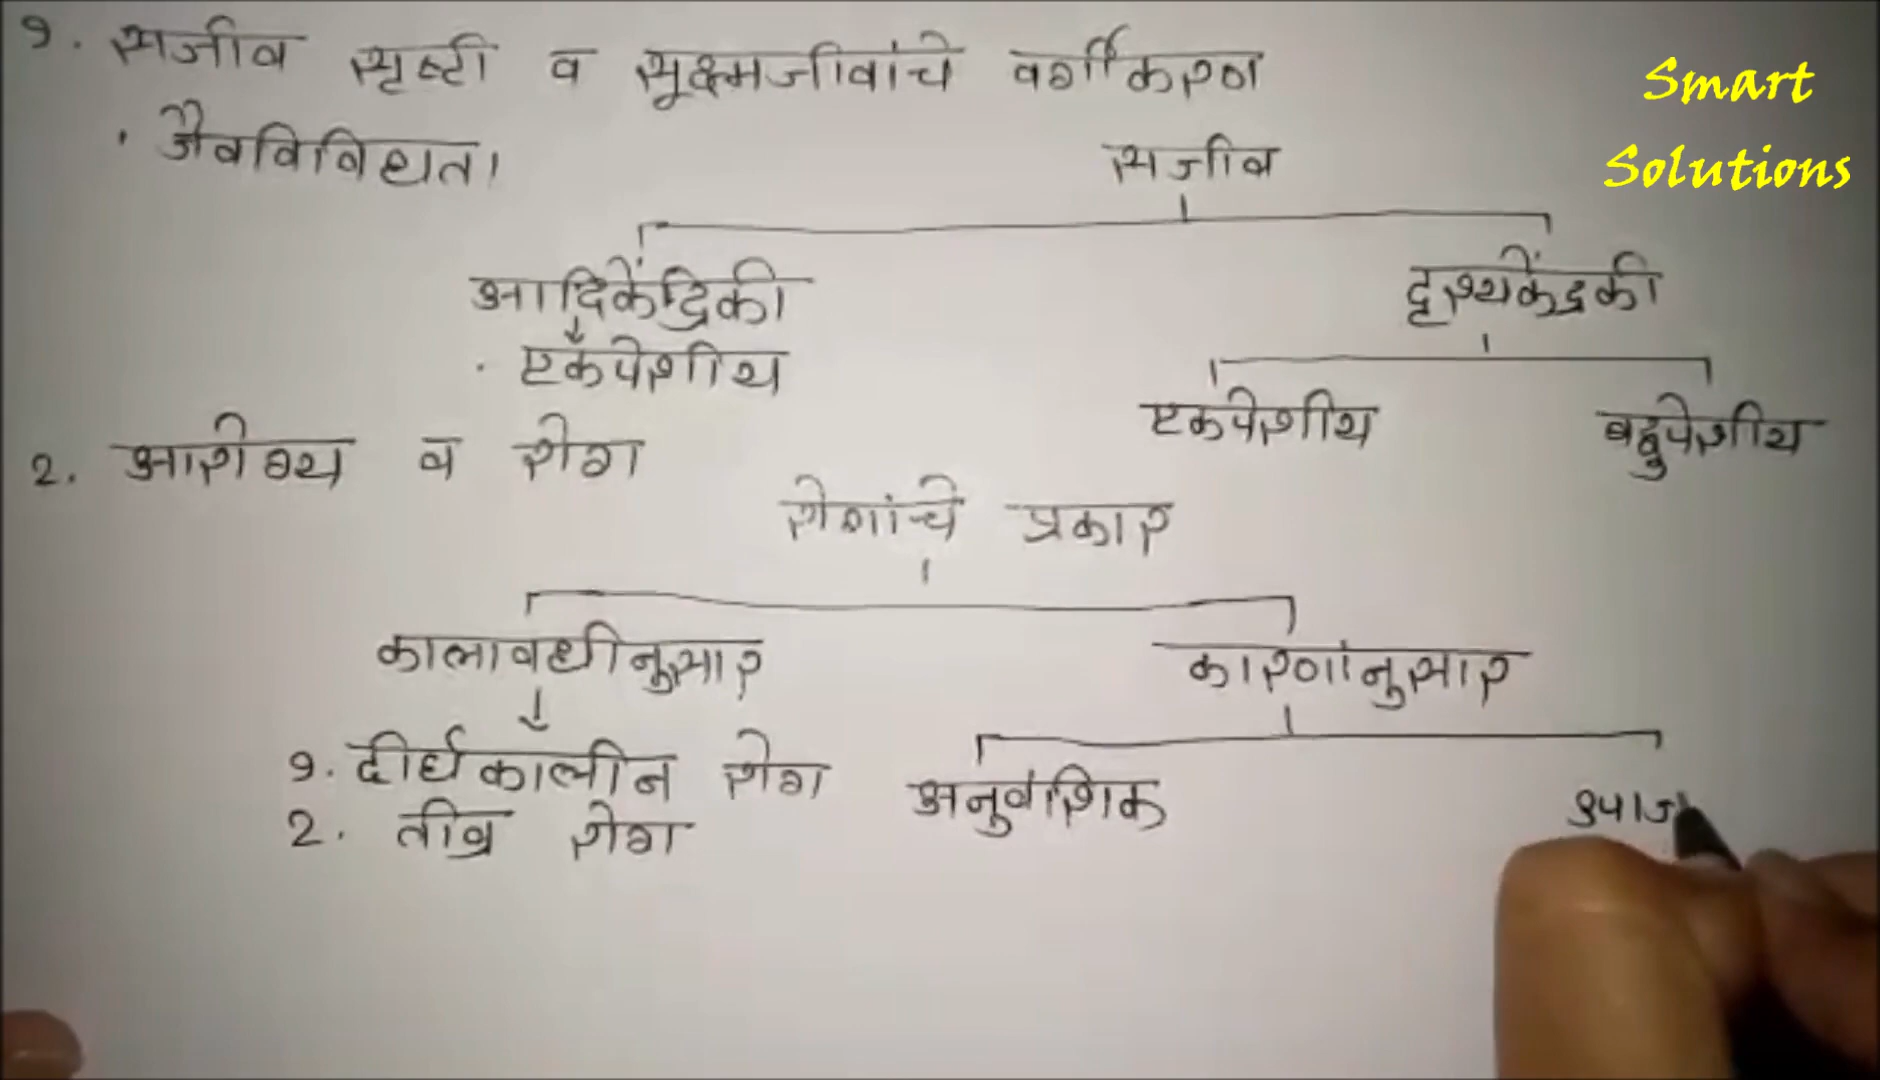 १. सजीव सृष्टी व सूक्ष्मजीवांचे वर्गीकरण
Smart
Solutions
· जैवविविधता
सजीव
आदिकेंद्रिकी
दृश्यकेंद्रकी
· एकपेशीय
एकपेशीय बहुपेशीय
२. आरोग्य व रोग
रोगांचे प्रकार
कालावधीनुसार
कारणांनुसार
१. दीर्घकालीन रोग
अनुवंशिक
उपाज
२. तीव्र रोग